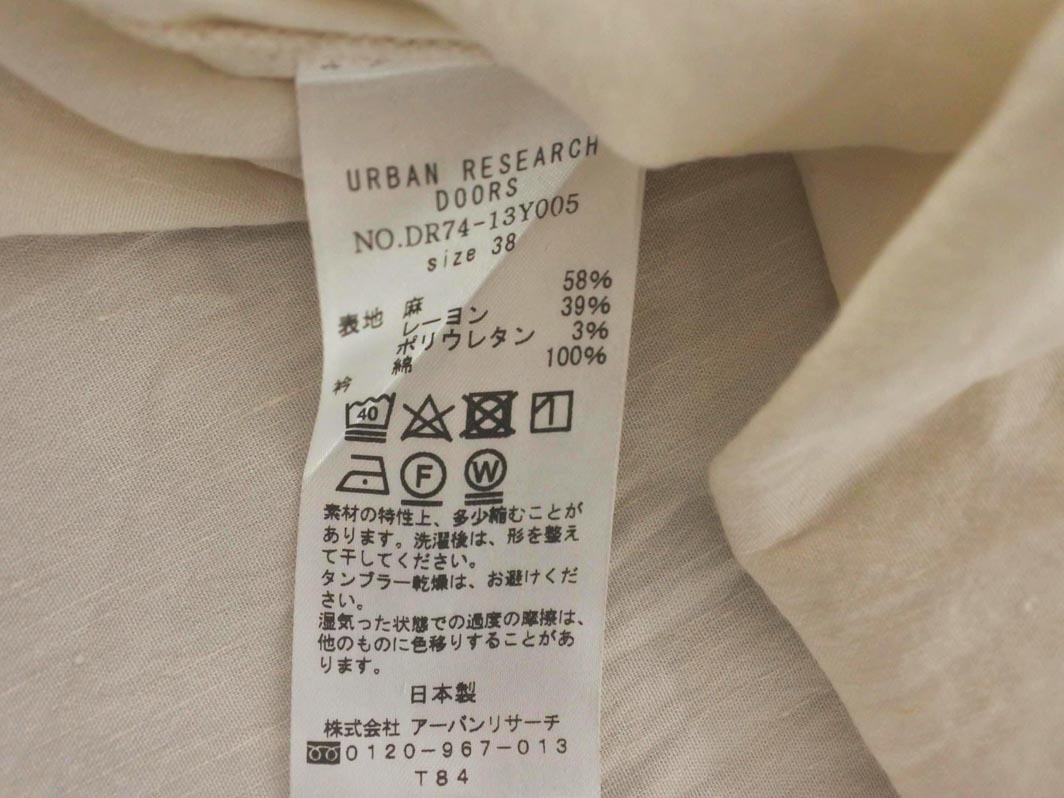 URBAN RESEARCH
DOORS
NO.DR74-13Y005
size 38
表地 麻 58%
レーヨン 39%
ポリウレタン 3%
衿 綿 100%
40
F W
素材の特性上、多少縮むことが
あります。洗濯後は、形を整え
て干してください。
タンブラー乾燥は、お避けくだ
さい。
湿気った状態での過度の摩擦は、
他のものに色移りすることがあ
ります。
日本製
株式会社 アーバンリサーチ
0120-967-013
T84